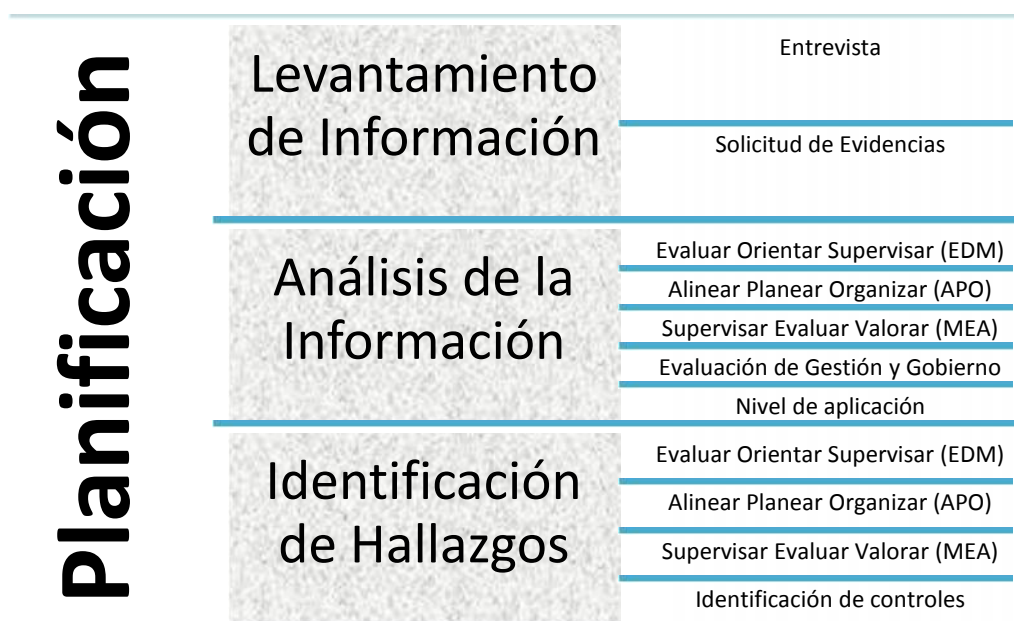 Planificación
Levantamiento
de Información
Entrevista
Solicitud de Evidencias
Análisis de la
Información
Evaluar Orientar Supervisar (EDM)
Alinear Planear Organizar (APO)
Supervisar Evaluar Valorar (MEA)
Evaluación de Gestión y Gobierno
Nivel de aplicación
Identificación
de Hallazgos
Evaluar Orientar Supervisar (EDM)
Alinear Planear Organizar (APO)
Supervisar Evaluar Valorar (MEA)
Identificación de controles